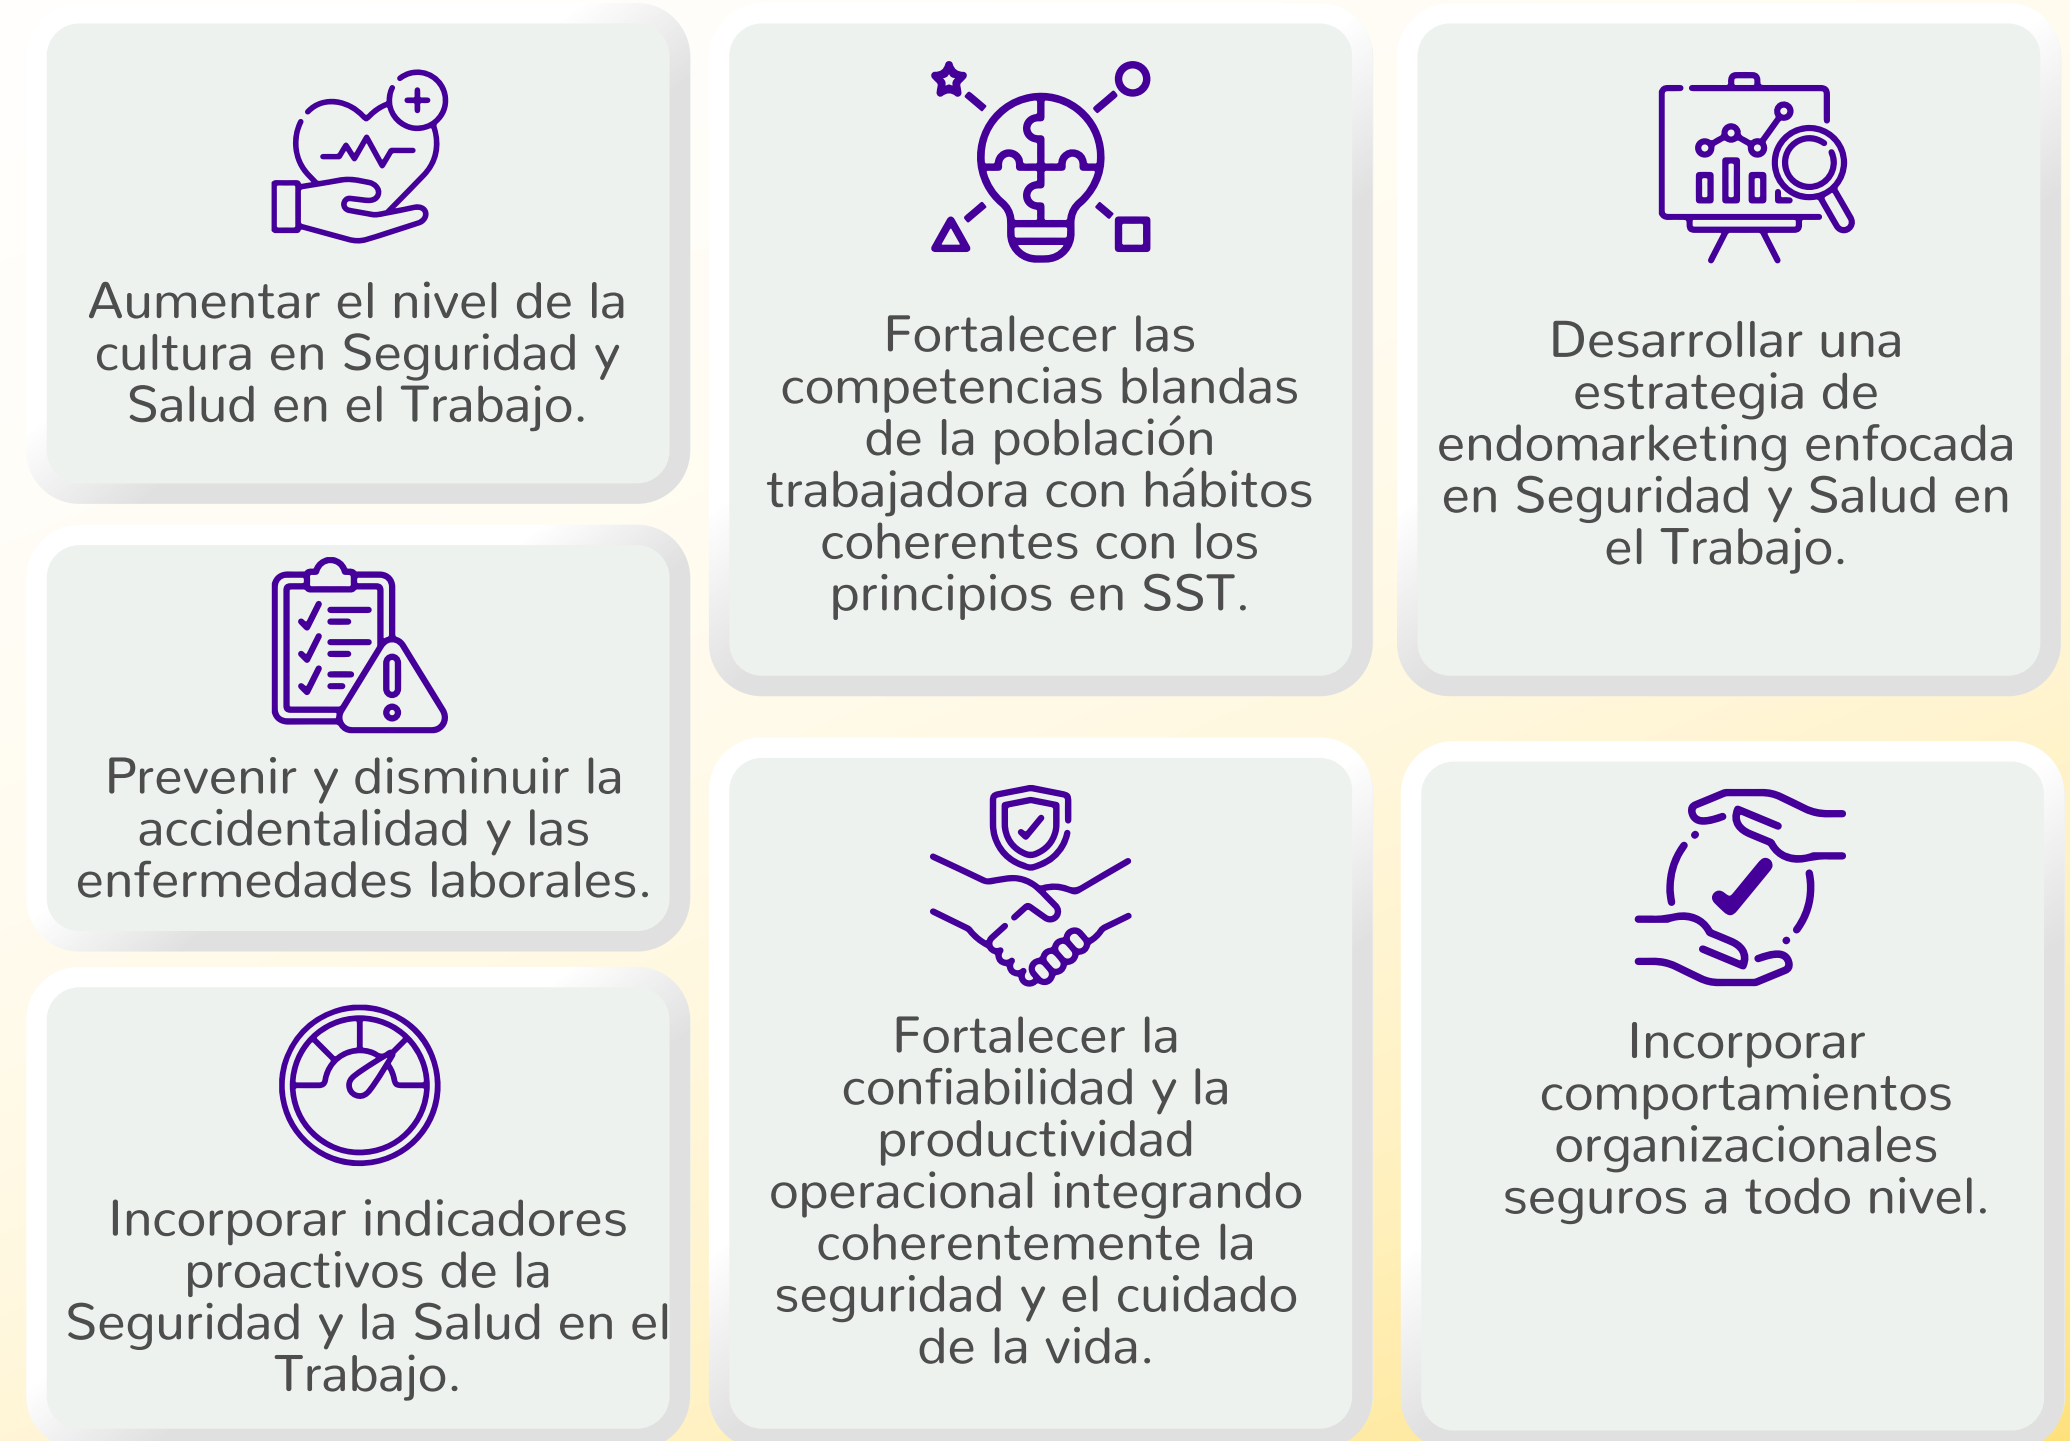 Aumentar el nivel de la
cultura en Seguridad y
Salud en el Trabajo.
Prevenir y disminuir la
accidentalidad y las
enfermedades laborales.
Incorporar indicadores
proactivos de la
Seguridad y la Salud en el
Trabajo.
Fortalecer las
competencias blandas
de la población
trabajadora con hábitos
coherentes con los
principios en SST.
Fortalecer la
confiabilidad y la
productividad
operacional integrando
coherentemente la
seguridad y el cuidado
de la vida.
Desarrollar una
estrategia de
endomarketing enfocada
en Seguridad y Salud en
el Trabajo.
Incorporar
comportamientos
organizacionales
seguros a todo nivel.